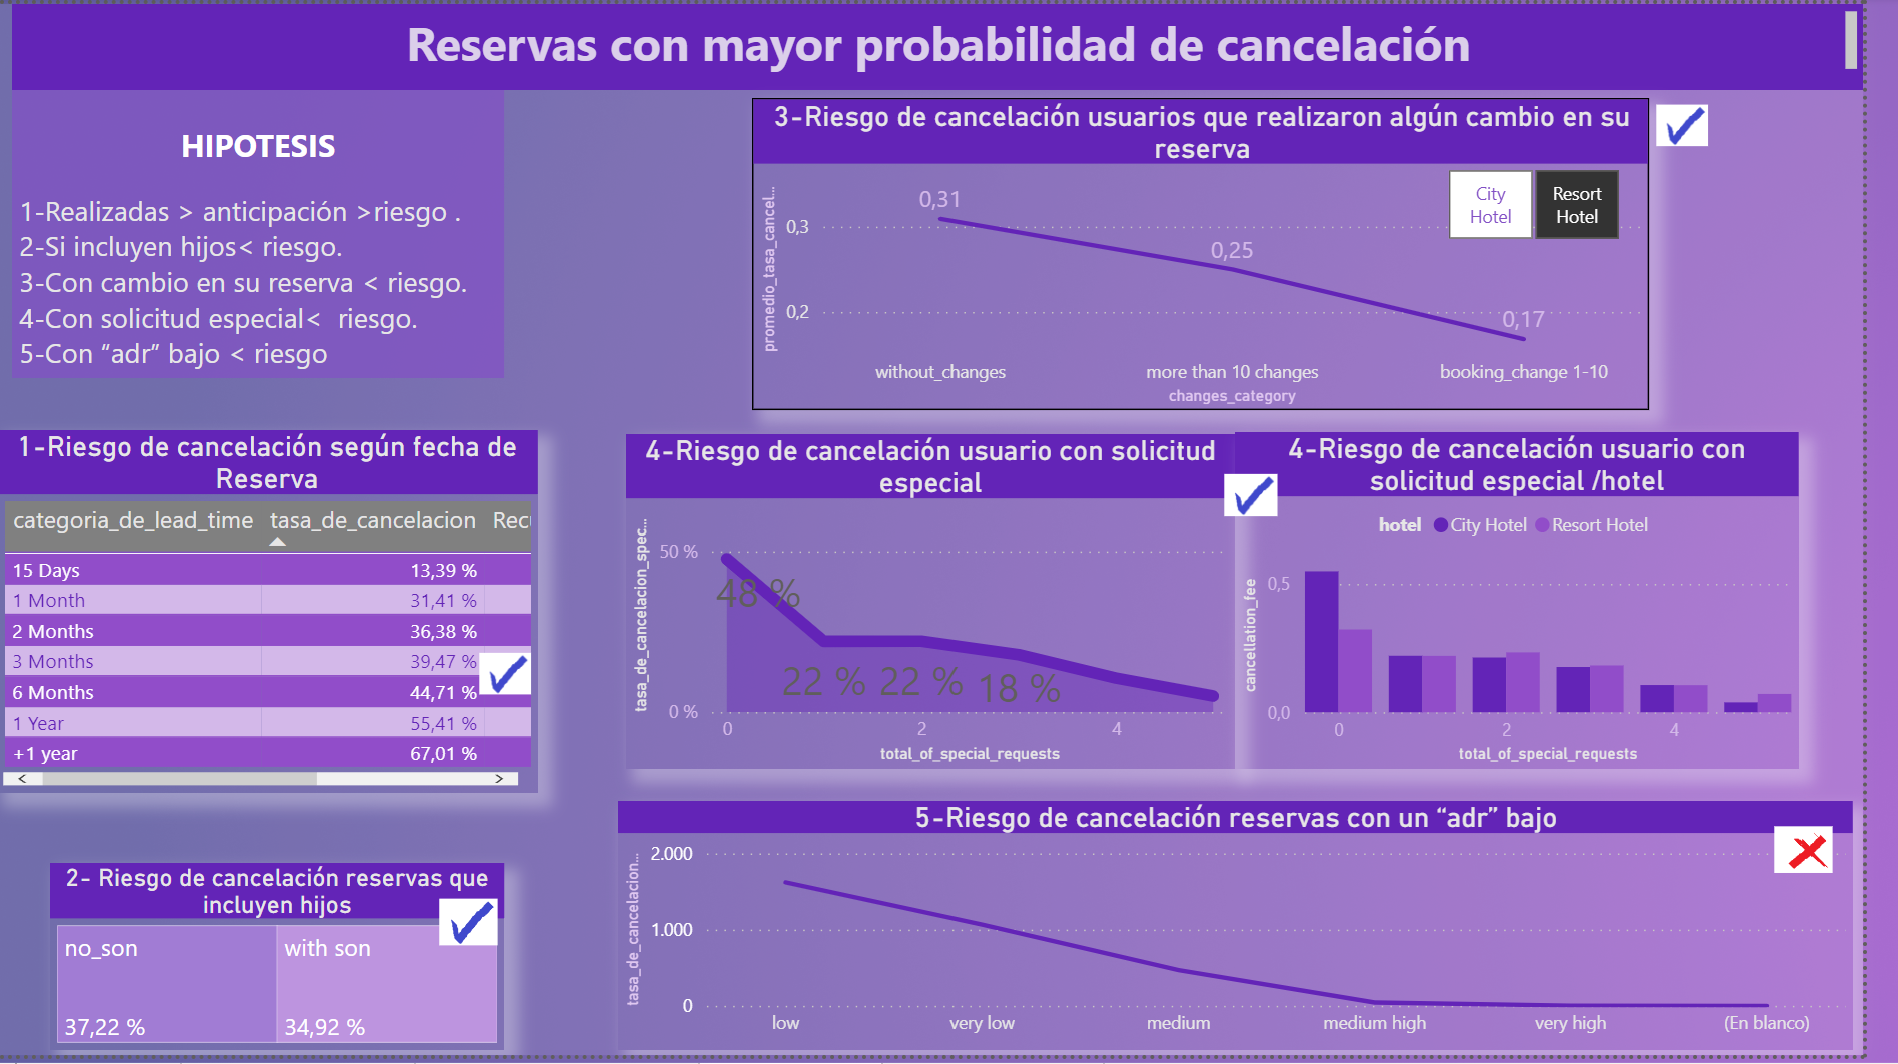 Reservas con mayor probabilidad de cancelación
HIPOTESIS
1-Realizadas > anticipación >riesgo .
2-Si incluyen hijos< riesgo.
3-Con cambio en su reserva < riesgo.
4-Con solicitud especial<  riesgo.
5-Con “adr” bajo < riesgo
3-Riesgo de cancelación usuarios que realizaron algún cambio en su
reserva
City
Hotel
Resort
Hotel
promedio_tasa_cancel...
0,3
0,2
0,31
0,25
0,17
without_changes
more than 10 changes
booking_change 1-10
changes_category
1-Riesgo de cancelación según fecha de
Reserva
categoria_de_lead_time tasa_de_cancelacion Recu
15 Days 13,39 %
1 Month 31,41 %
2 Months 36,38 %
3 Months 39,47 %
6 Months 44,71 %
1 Year 55,41 %
+1 year 67,01 %
4-Riesgo de cancelación usuario con solicitud
especial
tasa_de_cancelacion_spec...
50 %
0 %
48 %
22 %
22 %
18 %
0 2 4
total_of_special_requests
4-Riesgo de cancelación usuario con
solicitud especial /hotel
hotel City Hotel Resort Hotel
cancellation_fee
0,5
0,0
0 2 4
total_of_special_requests
2- Riesgo de cancelación reservas que
incluyen hijos
no_son
37,22 %
with son
34,92 %
5-Riesgo de cancelación reservas con un “adr” bajo
tasa_de_cancelacion...
2.000
1.000
0
low
very low
medium
medium high
very high
(En blanco)